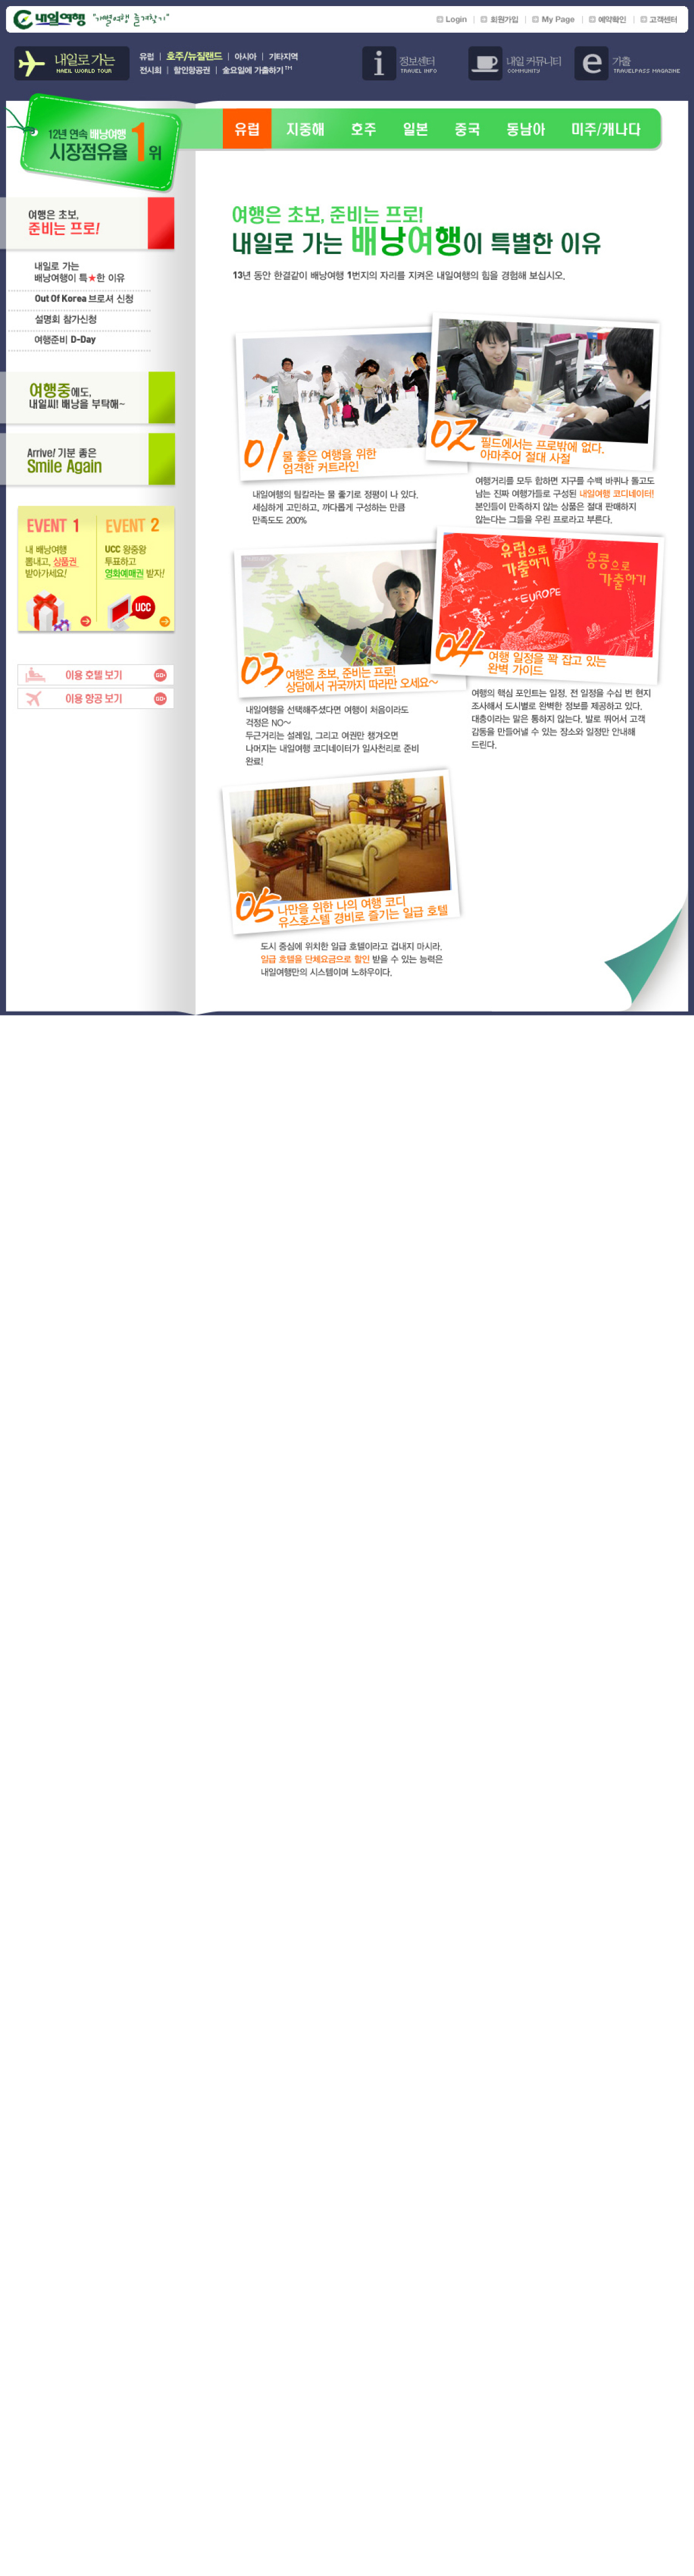 내일여행 "개별여행 즐겨찾기"
Login | 회원가입 | My Page | 예약확인 | 고객센터
내일로 가는
NAEIL WORLD TOUR
유럽 | 호주/뉴질랜드 | 아시아 | 기타지역
전시회 | 할인항공권 | 金요일에 가출하기™
정보센터
TRAVEL INFO
내일 커뮤니티
COMMUNITY
가출
TRAVELPASS MAGAZINE
12년 연속 배낭여행
시장점유율 1위
유럽 지중해 호주 일본 중국 동남아 미주/캐나다
여행은 초보,
준비는 프로!
내일로 가는
배낭여행이 특★한 이유
Out Of Korea 브로셔 신청
설명회 참가신청
여행준비 D-Day
여행중에도,
내일씨! 배낭을 부탁해~
Arrive! 기분 좋은
Smile Again
EVENT 1
내 배낭여행
뽐내고, 상품권
받아가세요!
EVENT 2
UCC 왕중왕
투표하고
영화예매권 받자!
UCC
이용 호텔 보기 GO
이용 항공 보기 GO
여행은 초보, 준비는 프로!
내일로 가는 배낭여행이 특별한 이유
13년 동안 한결같이 배낭여행 1번지의 자리를 지켜온 내일여행의 힘을 경험해 보십시오.
01 물 좋은 여행을 위한
엄격한 커트라인!
내일여행의 팀칼라는 물 좋기로 정평이 나 있다.
세심하게 고민하고, 까다롭게 구성하는 만큼
만족도도 200%
02 필드에서는 프로밖에 없다.
아마추어 절대 사절
여행거리를 모두 합하면 지구를 수백 바퀴나 돌고도
남는 진짜 여행가들로 구성된 내일여행 코디네이터!
본인들이 만족하지 않는 상품은 절대 판매하지
않는다는 그들을 우린 프로라고 부른다.
03 여행은 초보, 준비는 프로!
상담에서 귀국까지 따라만 오세요~
내일여행을 선택해주셨다면 여행이 처음이라도
걱정은 NO~
두근거리는 설레임, 그리고 여권만 챙겨오면
나머지는 내일여행 코디네이터가 일사천리로 준비
완료!
유럽으로
가출하기
EUROPE
홍콩으로
가출하기
04 여행 일정을 꽉 잡고 있는
완벽 가이드
여행의 핵심 포인트는 일정, 전 일정을 수십 번 현지
조사해서 도시별로 완벽한 정보를 제공하고 있다.
대충이라는 말은 통하지 않는다. 발로 뛰어서 고객
감동을 만들어낼 수 있는 장소와 일정만 안내해
드린다.
05 나만을 위한 나의 여행 코디
유스호스텔 경비로 즐기는 일급 호텔
도시 중심에 위치한 일급 호텔이라고 겁내지 마시라.
일급 호텔을 단체요금으로 할인 받을 수 있는 능력은
내일여행만의 시스템이며 노하우이다.